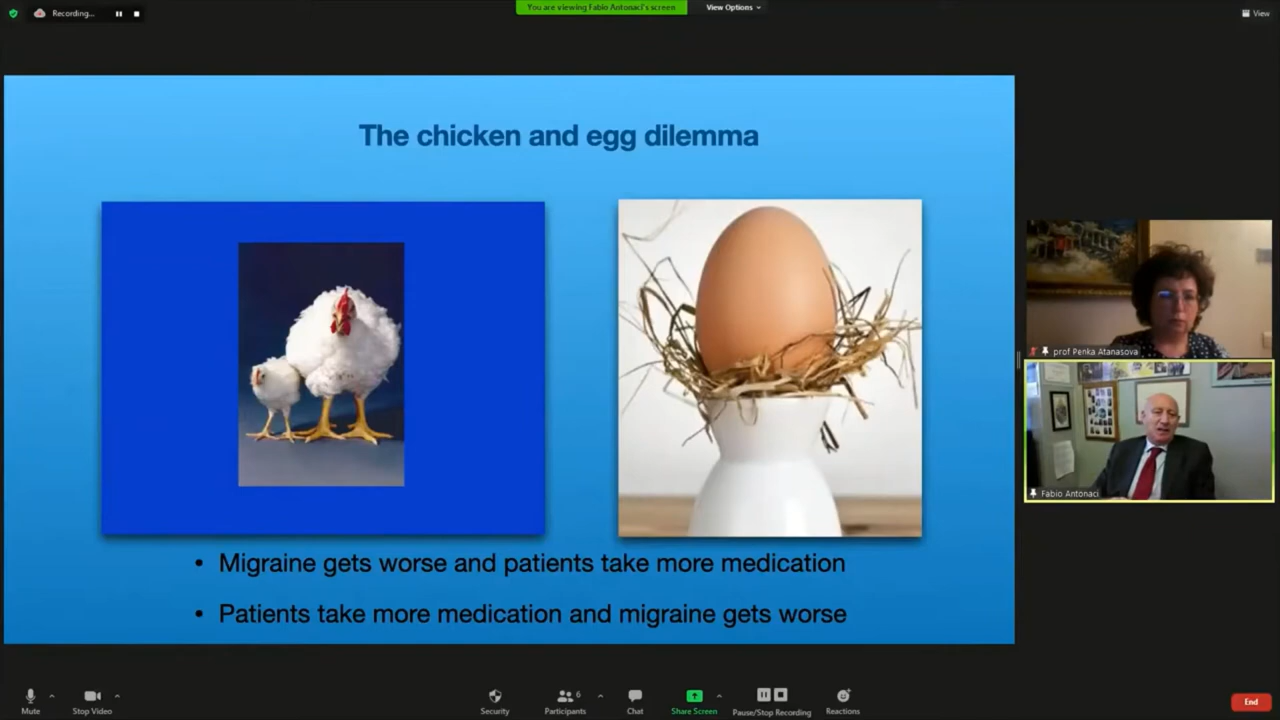 Recording...
You are viewing Fabio Antonaci's screen
View Options
View
The chicken and egg dilemma
• Migraine gets worse and patients take more medication
• Patients take more medication and migraine gets worse
prof Penka Atanasova
Fabio Antonaci
Mute
Stop Video
Security
Participants
6
Chat
Share Screen
Pause/Stop Recording
Reactions
End